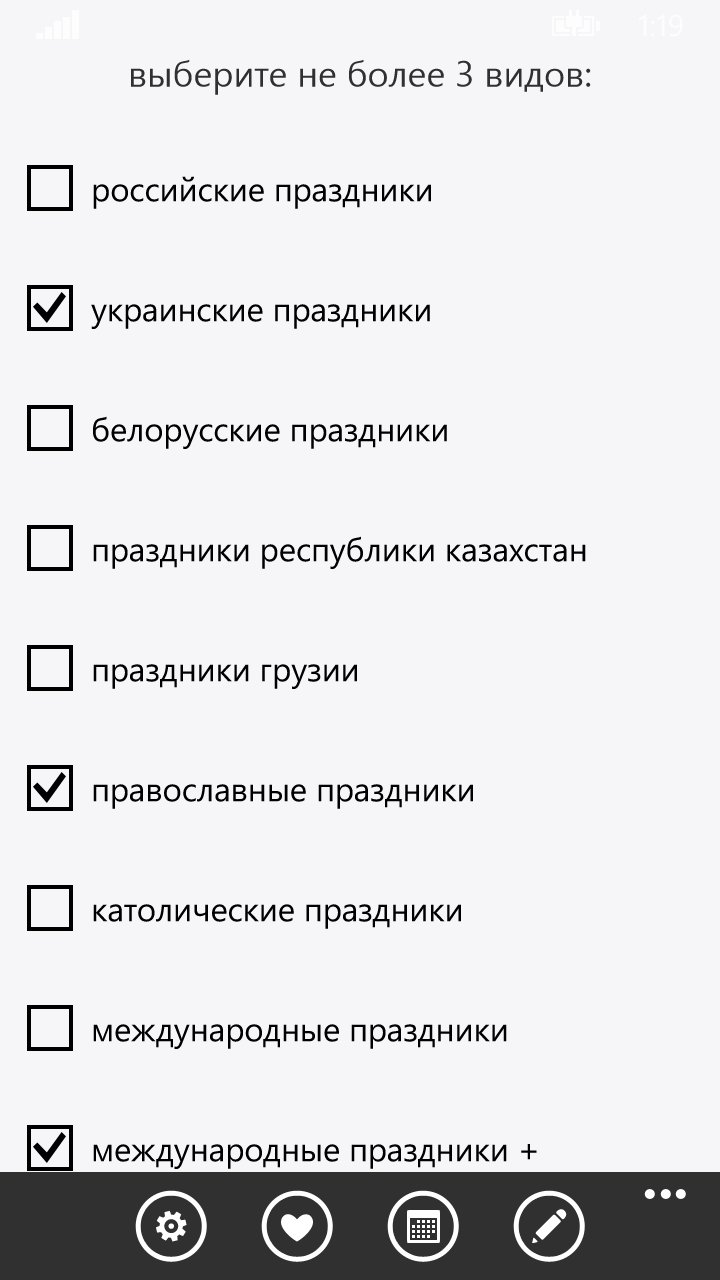 1:19
выберите не более 3 видов:
российские праздники
украинские праздники
белорусские праздники
праздники республики казахстан
праздники грузии
православные праздники
католические праздники
международные праздники
международные праздники +